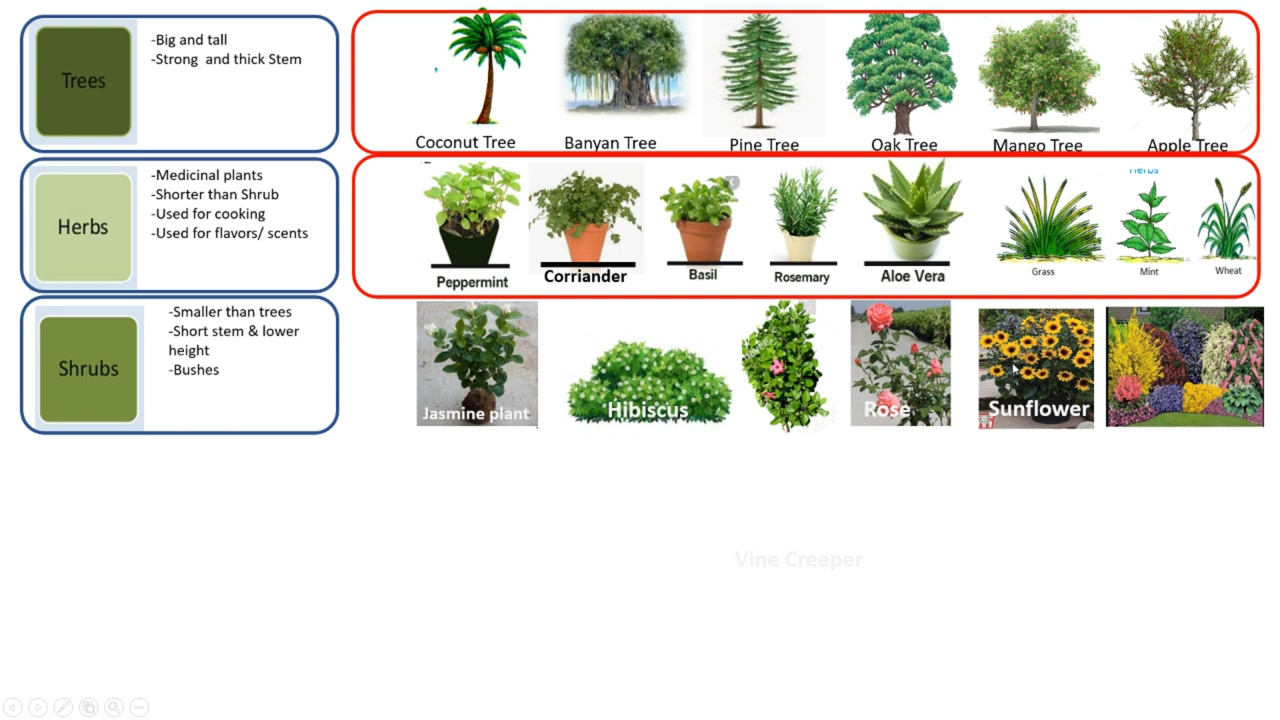 Trees
-Big and tall
-Strong and thick Stem
Coconut Tree
Banyan Tree
Pine Tree
Oak Tree
Mango Tree
Apple Tree
Herbs
-Medicinal plants
-Shorter than Shrub
-Used for cooking
-Used for flavors/ scents
Herbs
Peppermint
Corriander
Basil
Rosemary
Aloe Vera
Grass
Mint
Wheat
Shrubs
-Smaller than trees
-Short stem & lower
height
-Bushes
Jasmine plant
Hibiscus
Rose
Sunflower
Vine Creeper